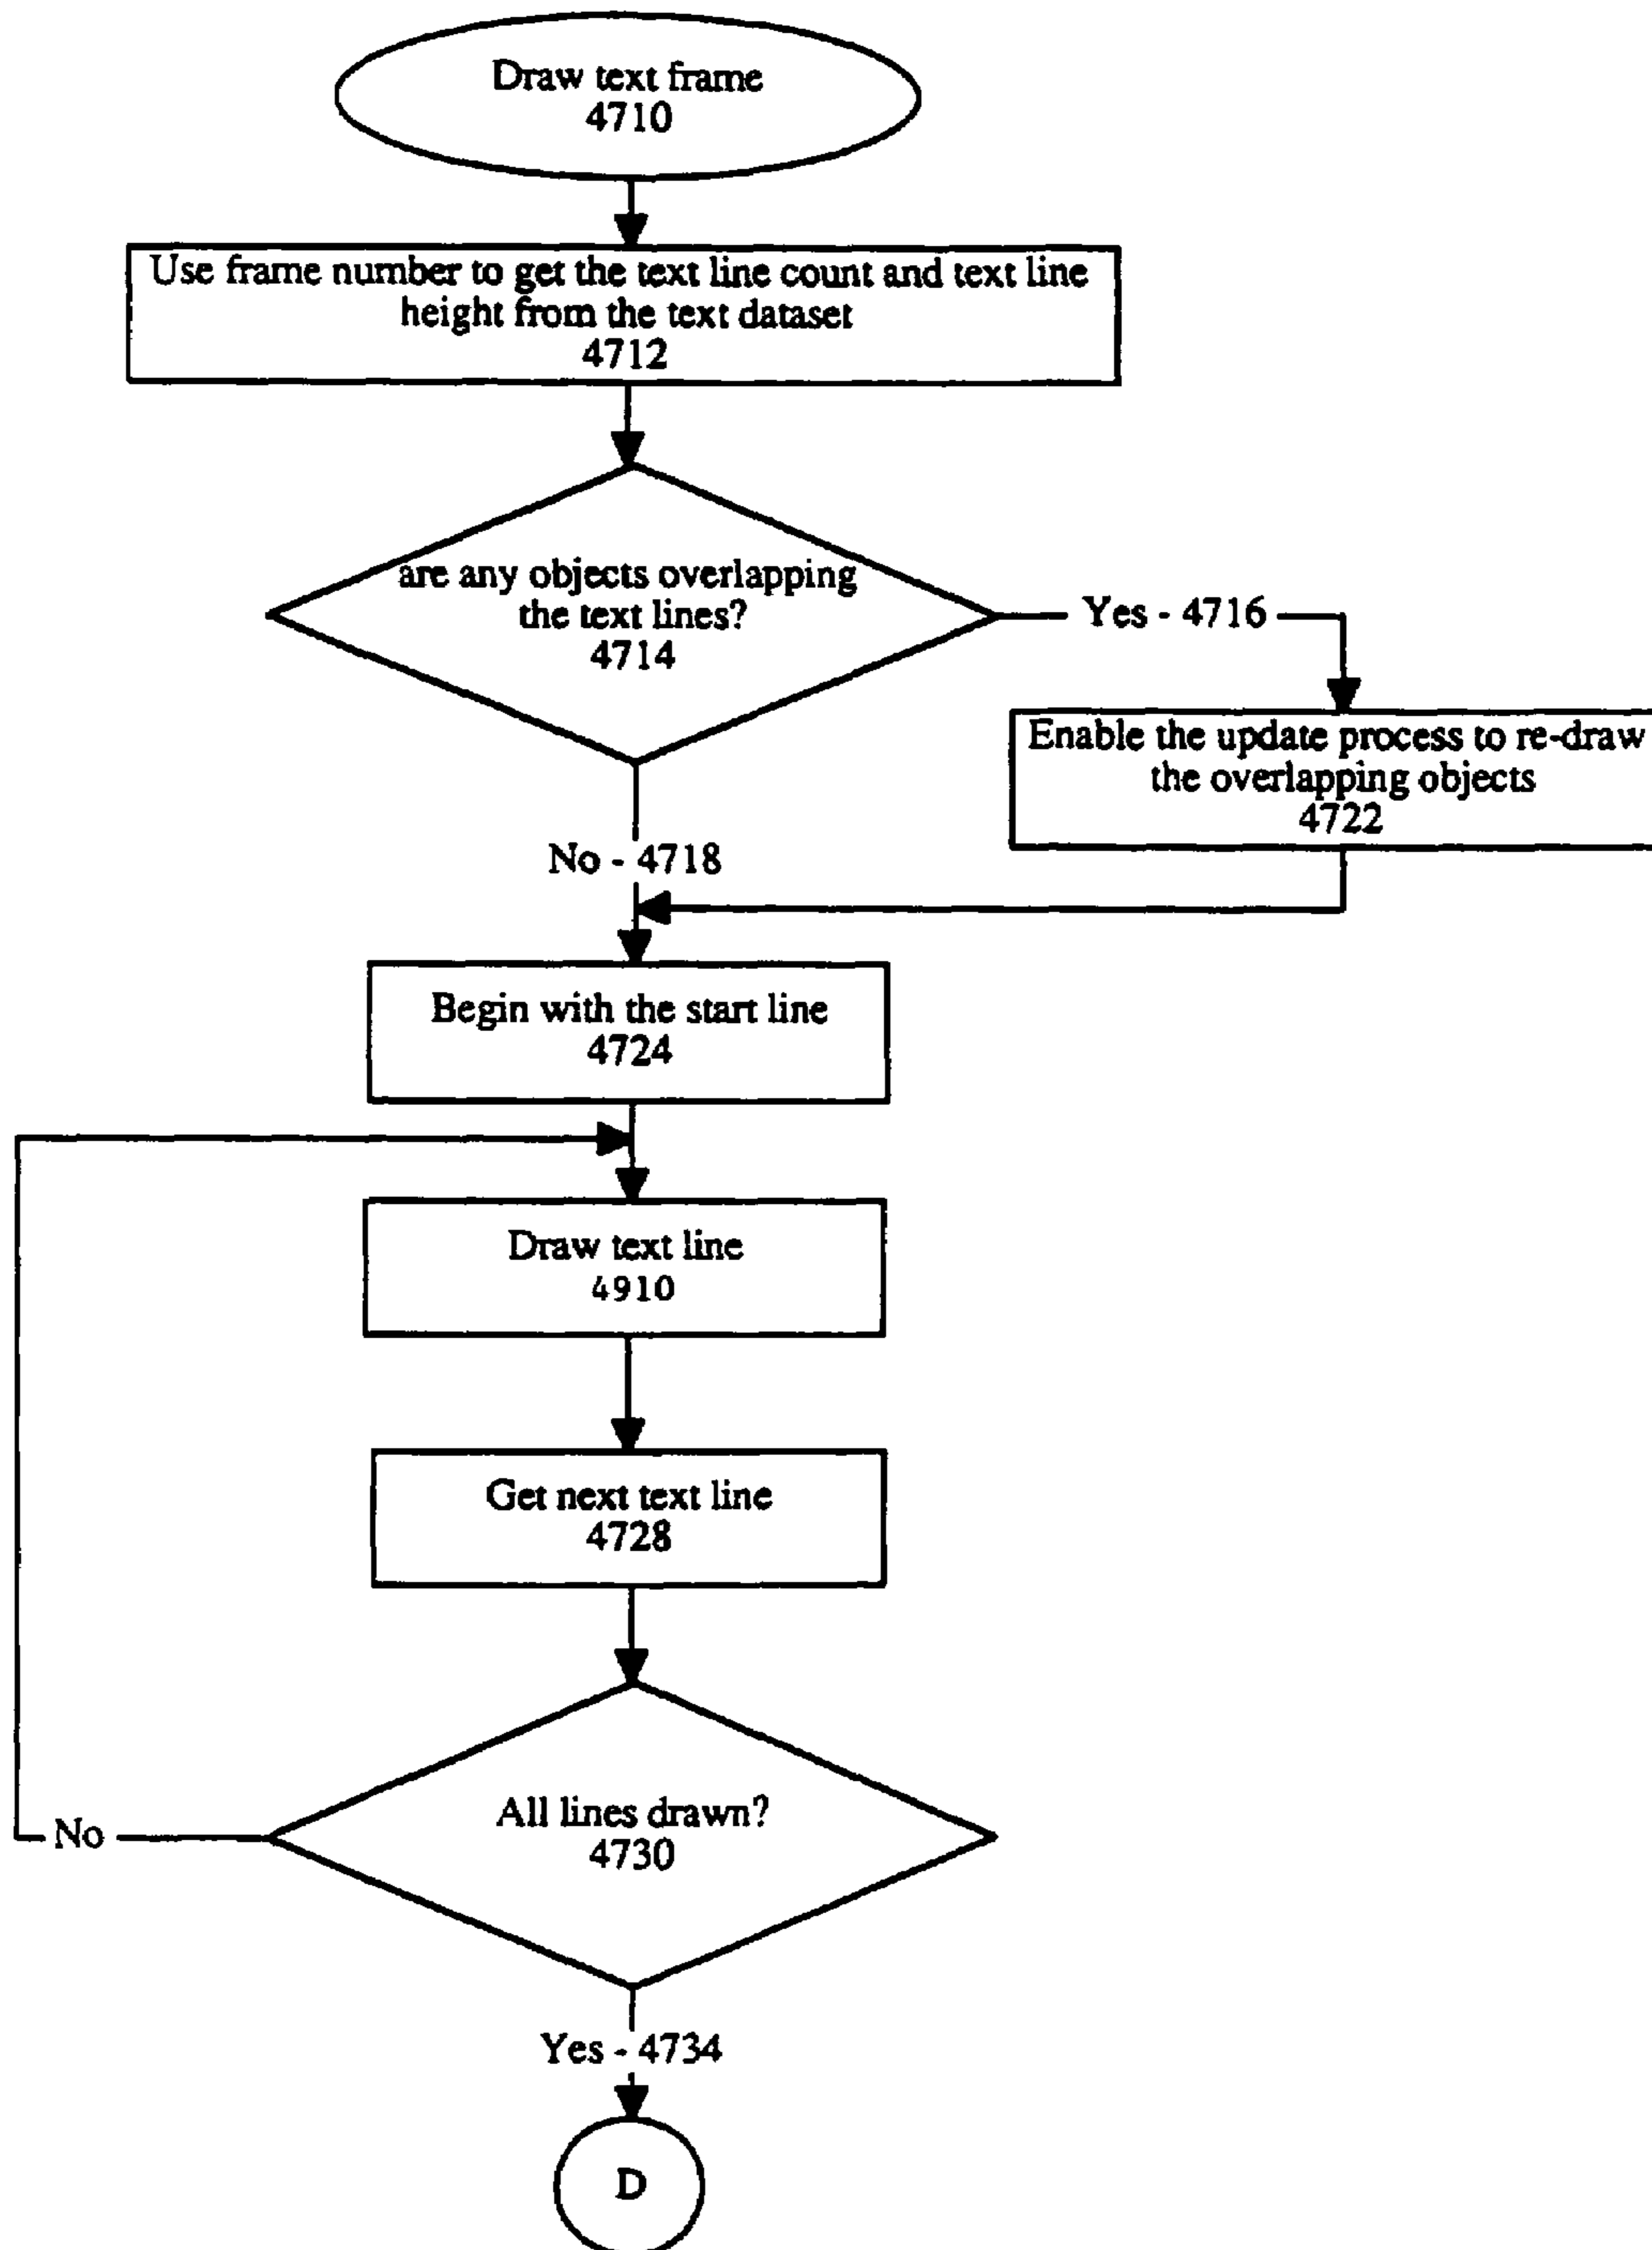 Draw text frame
4710
Use frame number to get the text line count and text line
height from the text dataset
4712
are any objects overlapping
the text lines?
4714
Yes - 4716
Enable the update process to re-draw
the overlapping objects
4722
No - 4718
Begin with the start line
4724
Draw text line
4910
Get next text line
4728
All lines drawn?
4730
No
Yes - 4734
D